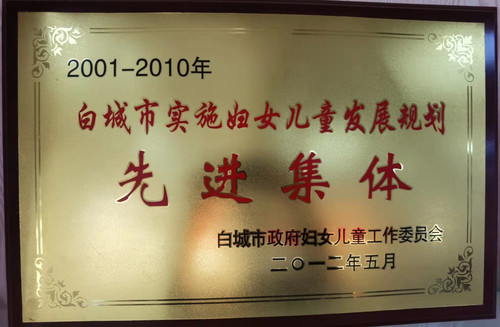 2001-2010年
白城市实施妇女儿童发展规划
先进集体
白城市政府妇女儿童工作委员会
二〇一二年五月